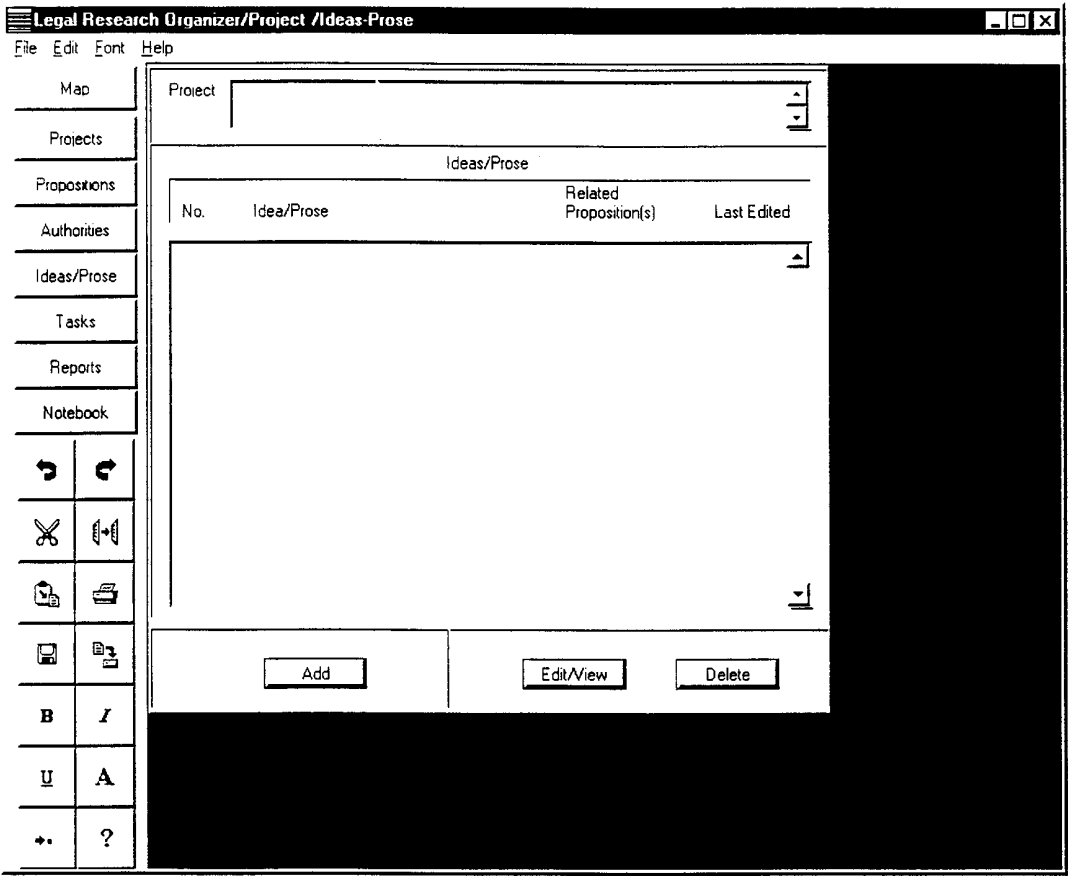 Legal Research Organizer/Project /Ideas-Prose
File Edit Font Help
Map
Projects
Propositions
Authorities
Ideas/Prose
Tasks
Reports
Notebook
B I
U A
?
Project
Ideas/Prose
No. Idea/Prose Related Proposition(s) Last Edited
Add Edit/View Delete